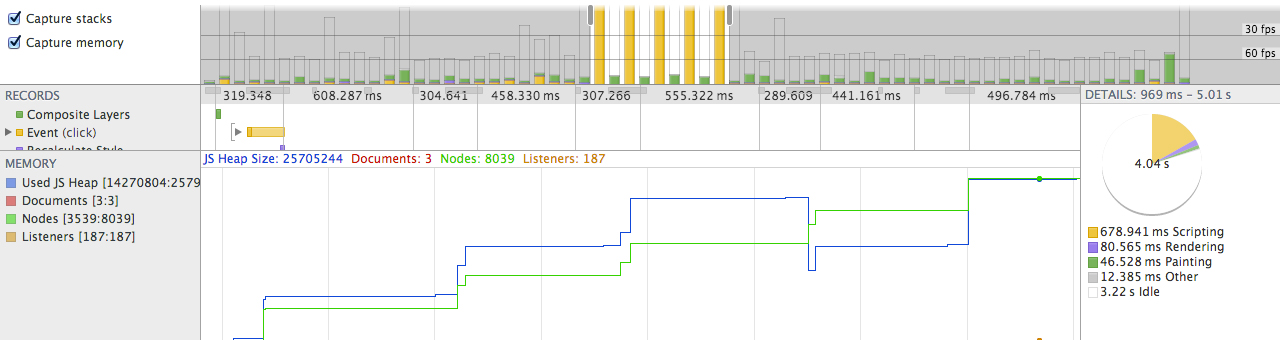 Capture stacks
Capture memory
30 fps
60 fps
RECORDS
319.348 608.287 ms 304.641 458.330 ms 307.266 555.322 ms 289.609 441.161 ms 496.784 ms
DETAILS: 969 ms – 5.01 s
Composite Layers
Event (click)
Recalculate Style
MEMORY
JS Heap Size: 25705244 Documents: 3 Nodes: 8039 Listeners: 187
Used JS Heap [14270804:2579
Documents [3:3]
Nodes [3539:8039]
Listeners [187:187]
4.04 s
678.941 ms Scripting
80.565 ms Rendering
46.528 ms Painting
12.385 ms Other
3.22 s Idle